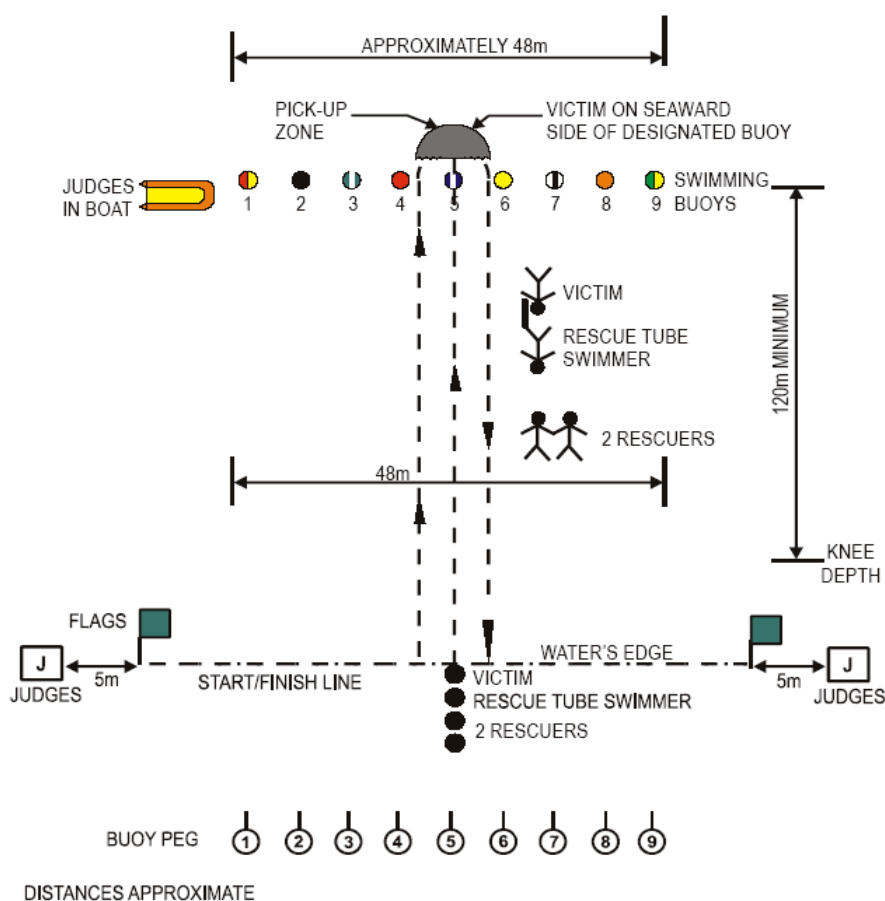 APPROXIMATELY 48m
PICK-UP
ZONE
VICTIM ON SEAWARD
SIDE OF DESIGNATED BUOY
JUDGES
IN BOAT
1
2
3
4
5
6
7
8
9
SWIMMING
BUOYS
VICTIM
RESCUE TUBE
SWIMMER
120m MINIMUM
2 RESCUERS
48m
KNEE
DEPTH
FLAGS
J
JUDGES
5m
START/FINISH LINE
WATER'S EDGE
5m
J
JUDGES
VICTIM
RESCUE TUBE SWIMMER
2 RESCUERS
BUOY PEG
1
2
3
4
5
6
7
8
9
DISTANCES APPROXIMATE